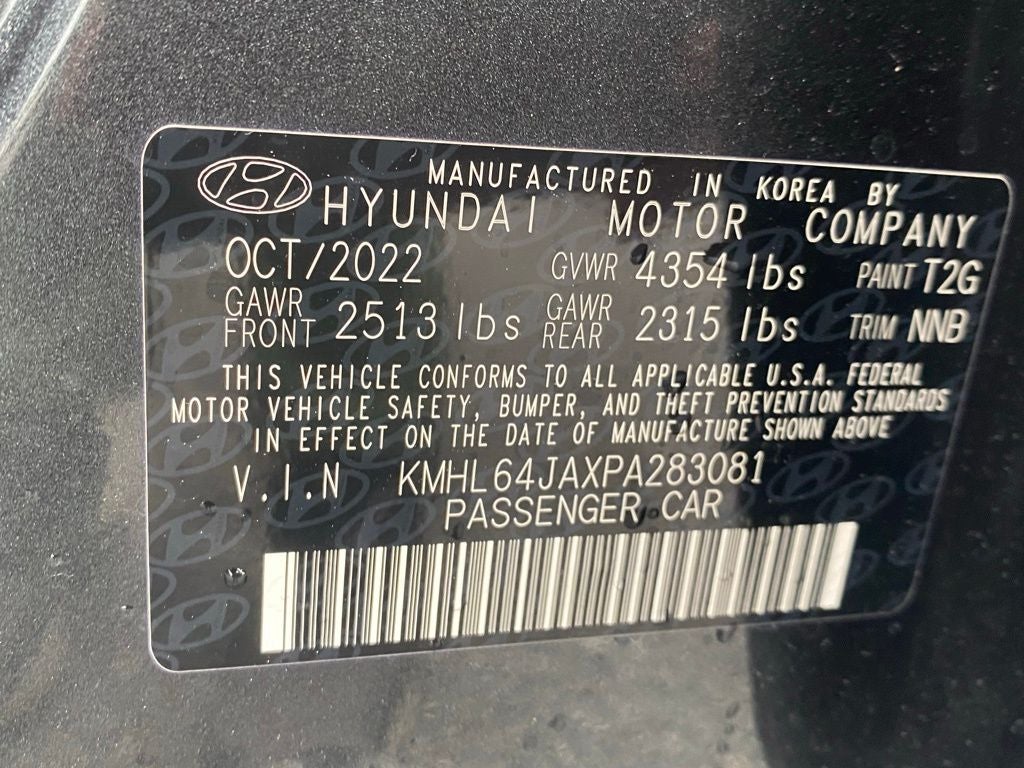 MANUFACTURED IN KOREA BY
HYUNDAI MOTOR COMPANY
OCT/2022 GVWR 4354 lbs PAINT T2G
GAWR FRONT 2513 lbs GAWR REAR 2315 lbs TRIM NNB
THIS VEHICLE CONFORMS TO ALL APPLICABLE U.S.A. FEDERAL
MOTOR VEHICLE SAFETY, BUMPER, AND THEFT PREVENTION STANDARDS
IN EFFECT ON THE DATE OF MANUFACTURE SHOWN ABOVE
V.I.N KMHL64JAXPA283081
PASSENGER CAR